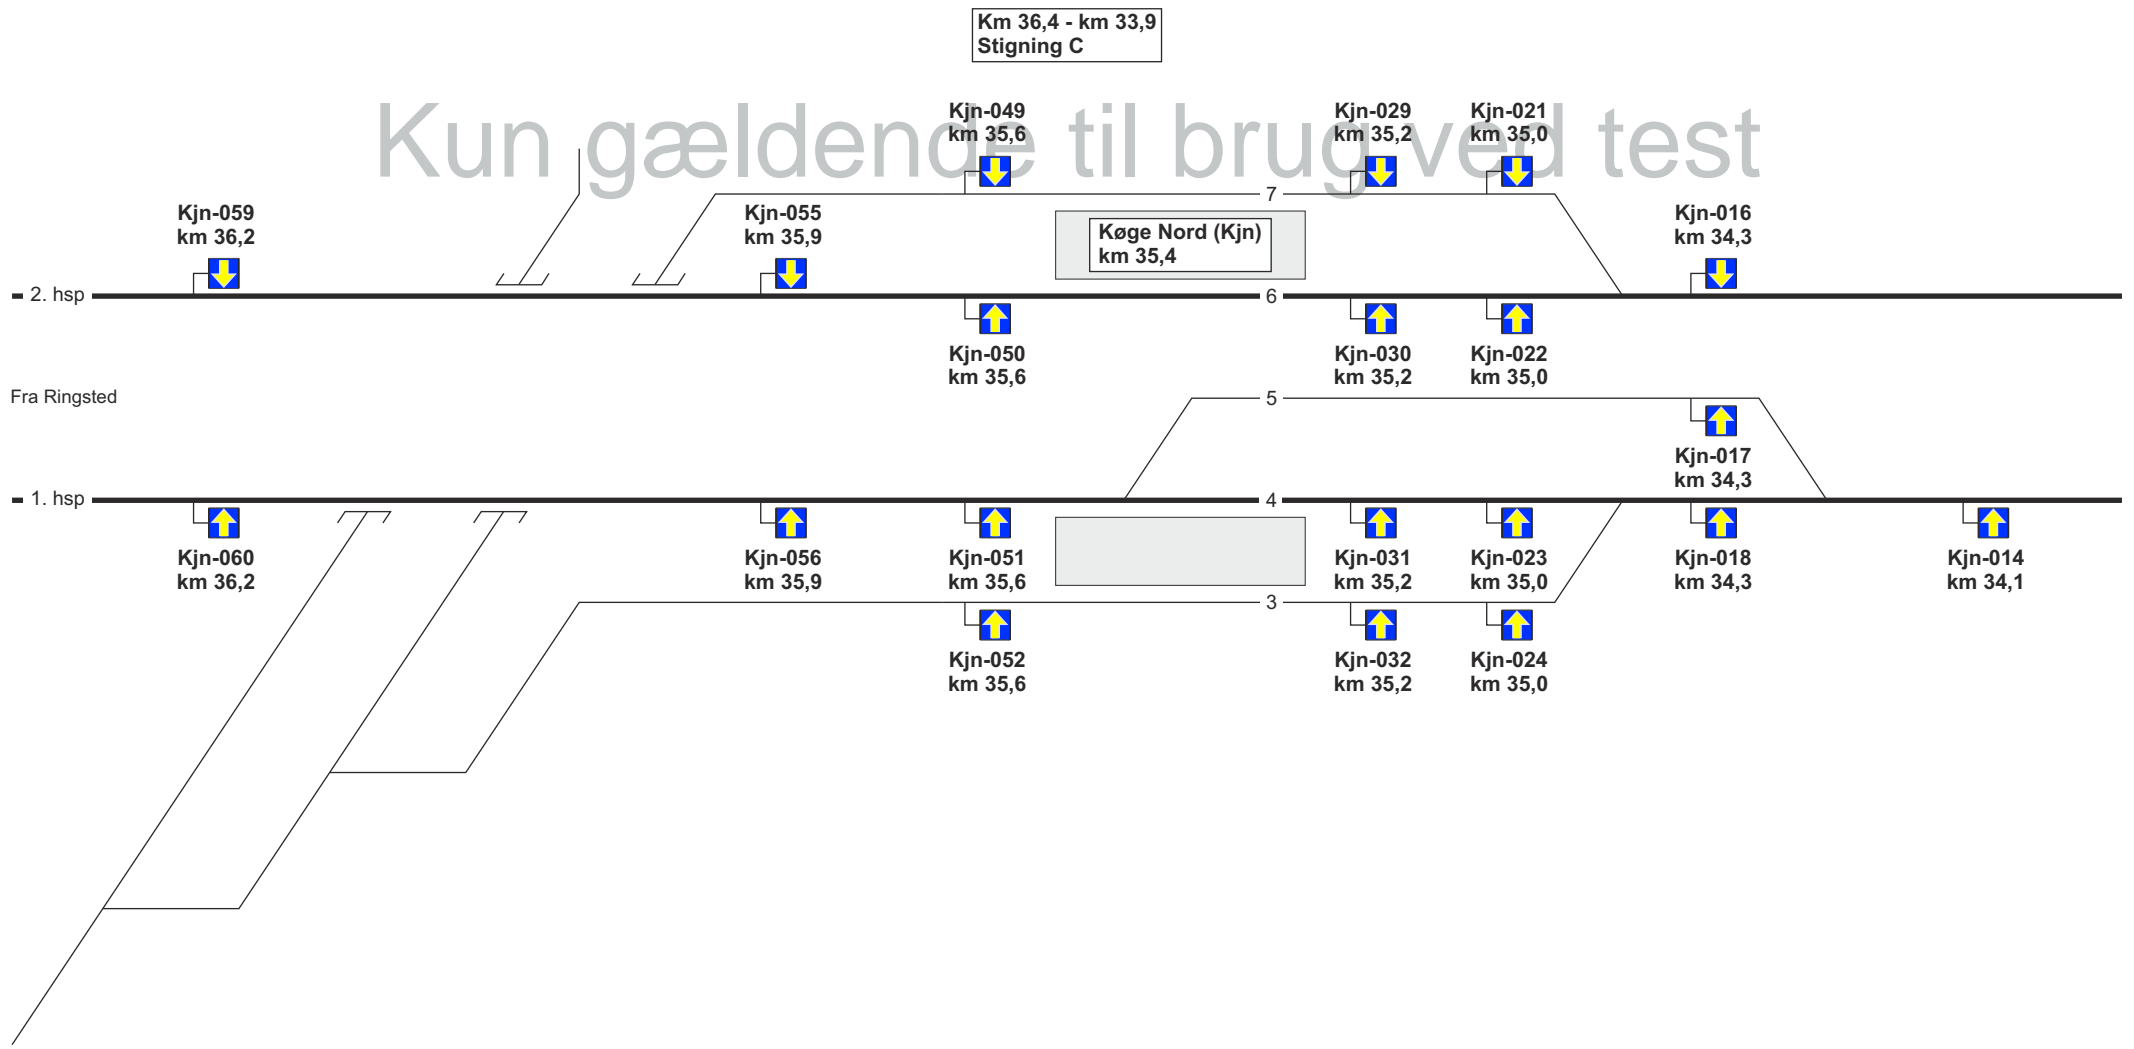 Km 36,4 - km 33,9
Stigning C
Kun gældende til brug ved test
Kjn-049
km 35,6
Kjn-029
km 35,2
Kjn-021
km 35,0
7
Kjn-059
km 36,2
Kjn-055
km 35,9
Køge Nord (Kjn)
km 35,4
Kjn-016
km 34,3
2. hsp
6
Kjn-050
km 35,6
Kjn-030
km 35,2
Kjn-022
km 35,0
Fra Ringsted
5
Kjn-017
km 34,3
1. hsp
4
Kjn-060
km 36,2
Kjn-056
km 35,9
Kjn-051
km 35,6
Kjn-031
km 35,2
Kjn-023
km 35,0
Kjn-018
km 34,3
Kjn-014
km 34,1
3
Kjn-052
km 35,6
Kjn-032
km 35,2
Kjn-024
km 35,0